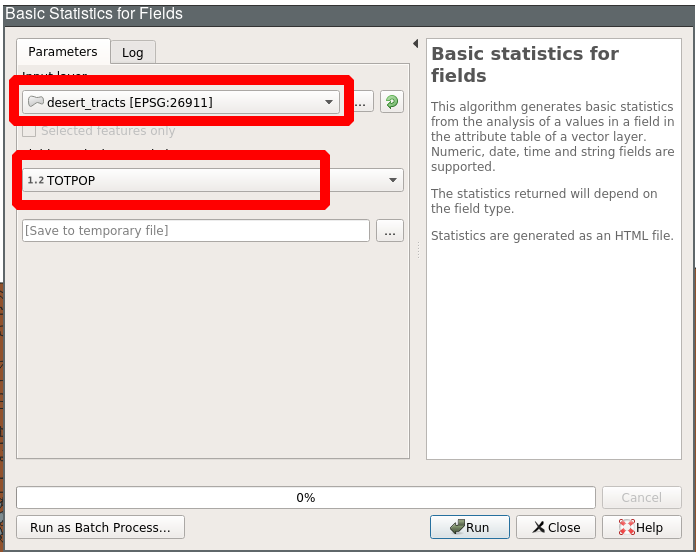 Basic Statistics for Fields
Parameters
Log
desert_tracts [EPSG:26911]
...
Selected features only
1.2 TOTPOP
[Save to temporary file]
...
Basic statistics for
fields
This algorithm generates basic statistics
from the analysis of a values in a field in
the attribute table of a vector layer.
Numeric, date, time and string fields are
supported.
The statistics returned will depend on
the field type.
Statistics are generated as an HTML file.
0%
Cancel
Run as Batch Process...
Run
Close
Help